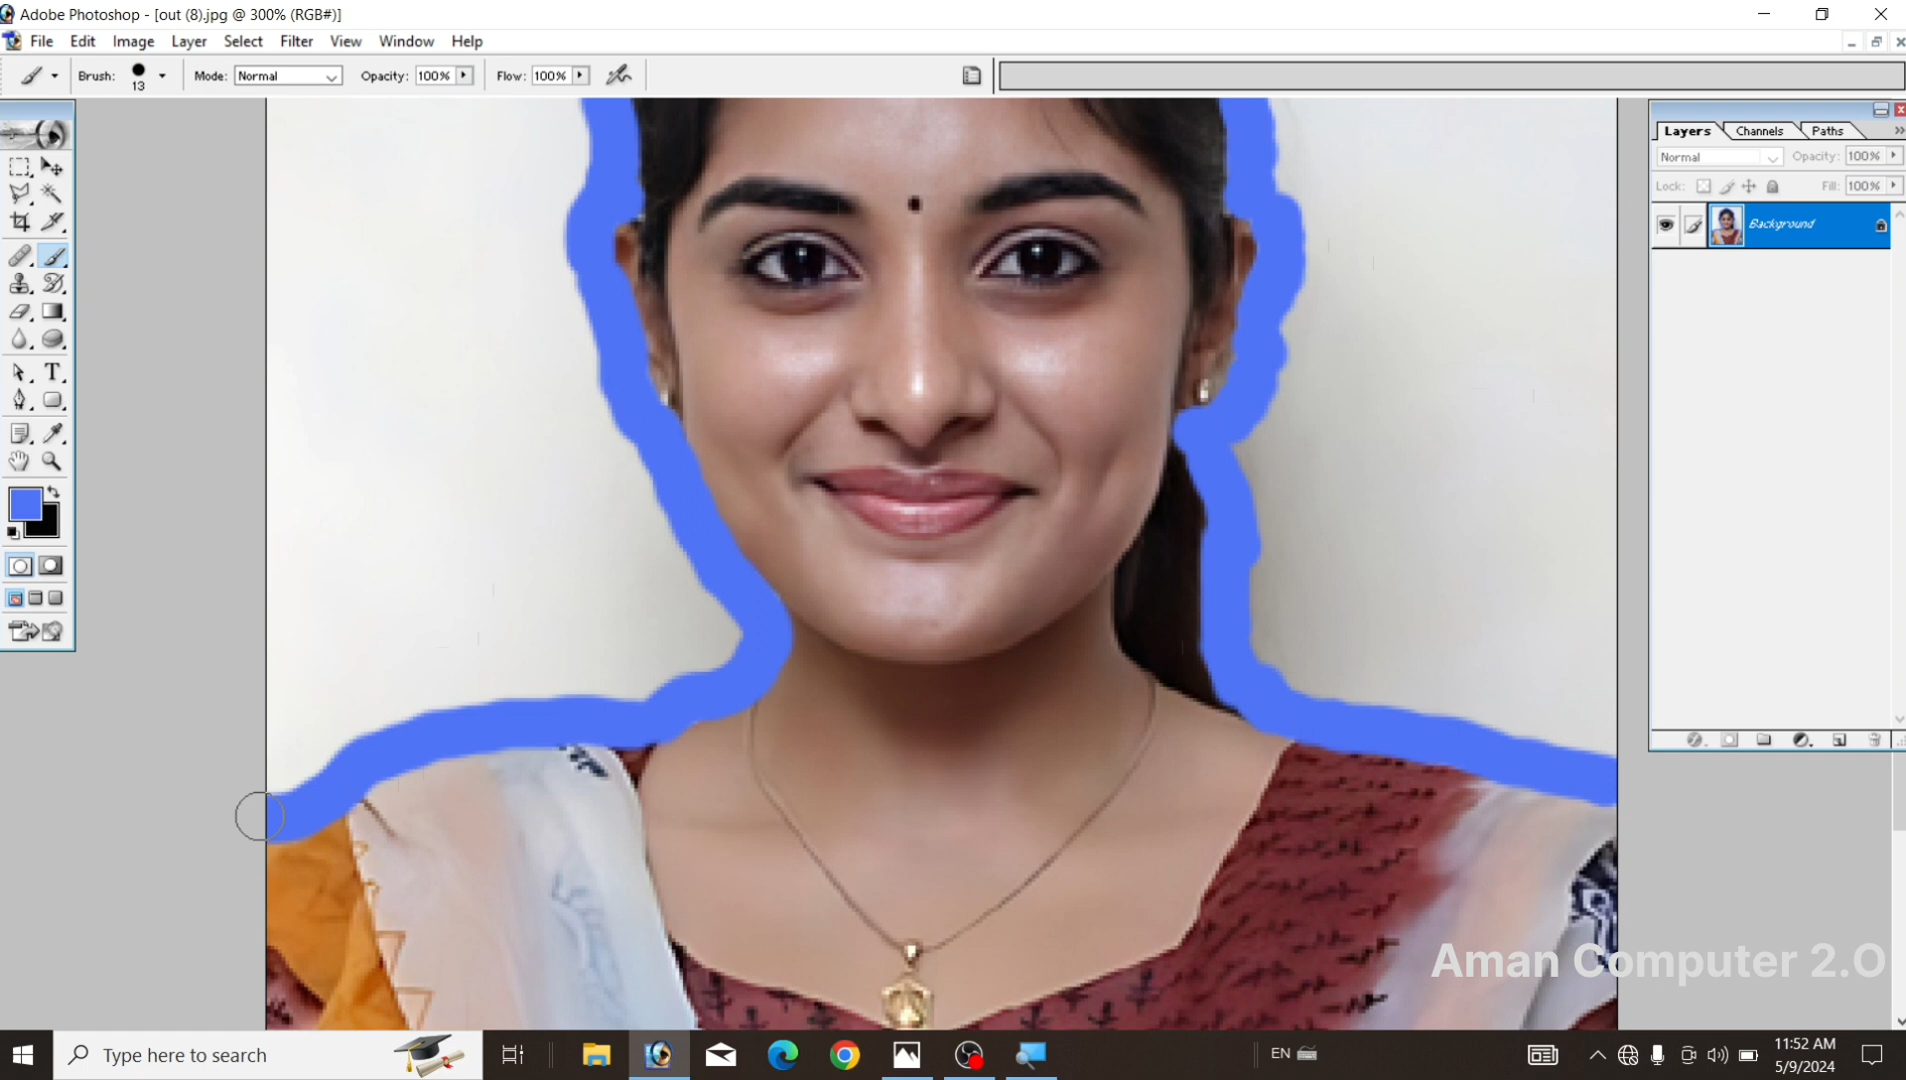 Adobe Photoshop - [out (8).jpg @ 300% (RGB#)]
File Edit Image Layer Select Filter View Window Help
Brush: 13 Mode: Normal Opacity: 100% Flow: 100%
Layers Channels Paths
Normal Opacity: 100%
Lock: Fill: 100%
Background
T
Aman Computer 2.O
Type here to search
EN
11:52 AM
5/9/2024